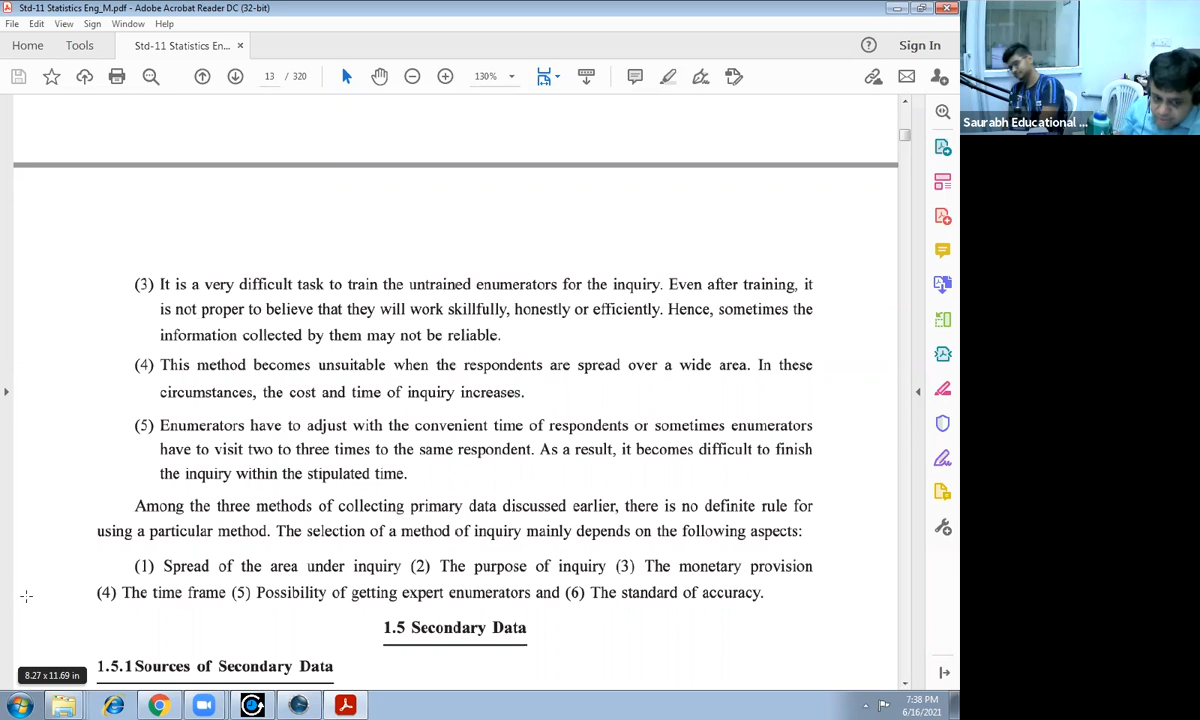 Std-11 Statistics Eng_M.pdf - Adobe Acrobat Reader DC (32-bit)
File Edit View Sign Window Help
Home Tools Std-11 Statistics En... × Sign In
13 / 320 130%
Saurabh Educational ...
(3) It is a very difficult task to train the untrained enumerators for the inquiry. Even after training, it
is not proper to believe that they will work skillfully, honestly or efficiently. Hence, sometimes the
information collected by them may not be reliable.
(4) This method becomes unsuitable when the respondents are spread over a wide area. In these
circumstances, the cost and time of inquiry increases.
(5) Enumerators have to adjust with the convenient time of respondents or sometimes enumerators
have to visit two to three times to the same respondent. As a result, it becomes difficult to finish
the inquiry within the stipulated time.
Among the three methods of collecting primary data discussed earlier, there is no definite rule for
using a particular method. The selection of a method of inquiry mainly depends on the following aspects:
(1) Spread of the area under inquiry (2) The purpose of inquiry (3) The monetary provision
(4) The time frame (5) Possibility of getting expert enumerators and (6) The standard of accuracy.
1.5 Secondary Data
1.5.1 Sources of Secondary Data
8.27 x 11.69 in
7:38 PM
6/16/2021